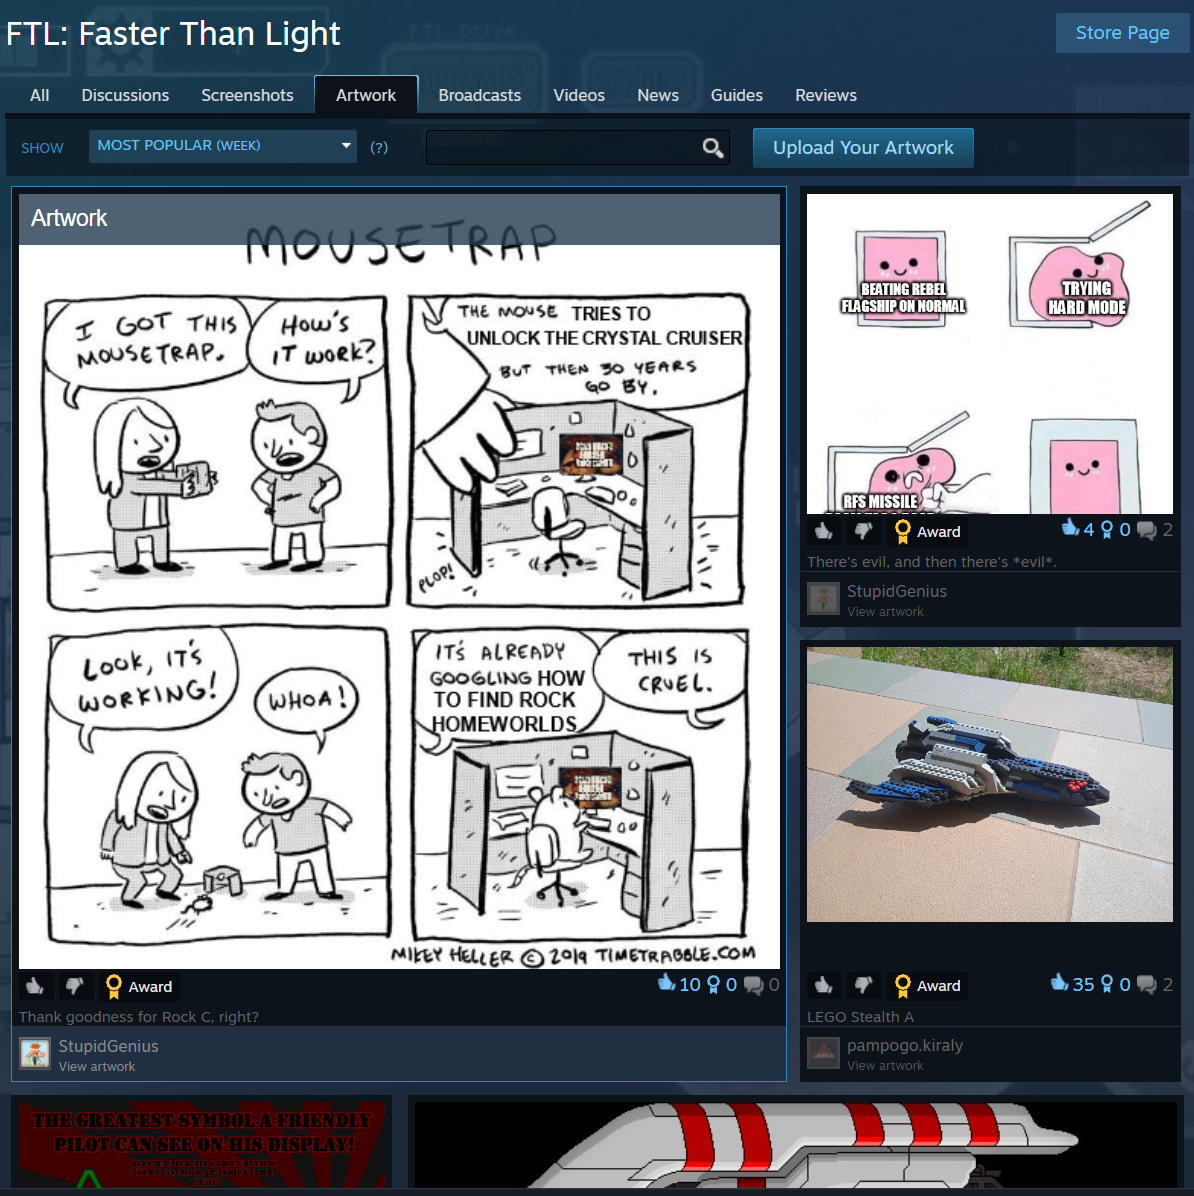 FTL: Faster Than Light
Store Page
All
Discussions
Screenshots
Artwork
Broadcasts
Videos
News
Guides
Reviews
SHOW
MOST POPULAR (WEEK)
(?)
Upload Your Artwork
Artwork
MOUSETRAP
I GOT THIS
MOUSETRAP.
HOW'S
IT WORK?
THE MOUSE TRIES TO
UNLOCK THE CRYSTAL CRUISER
BUT THEN 30 YEARS
GO BY.
PLOP!
LOOK, IT'S
WORKING!
WHOA!
IT'S ALREADY
GOOGLING HOW
TO FIND ROCK
HOMEWORLDS
THIS IS
CRUEL.
MIKEY HELLER © 2019 TIMETRABBLE.COM
Award
10
0
0
Thank goodness for Rock C, right?
StupidGenius
View artwork
BEATING REBEL
FLAGSHIP ON NORMAL
TRYING
HARD MODE
RFS MISSILE
Award
4
0
2
There's evil, and then there's *evil*.
StupidGenius
View artwork
Award
35
0
2
LEGO Stealth A
pampogo.kiraly
View artwork
THE GREATEST SYMBOL A FRIENDLY
PILOT CAN SEE ON HIS DISPLAY!